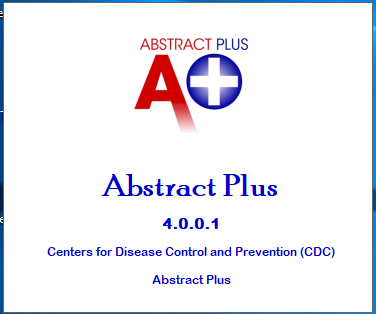 ABSTRACT PLUS
A+
Abstract Plus
4.0.0.1
Centers for Disease Control and Prevention (CDC)
Abstract Plus